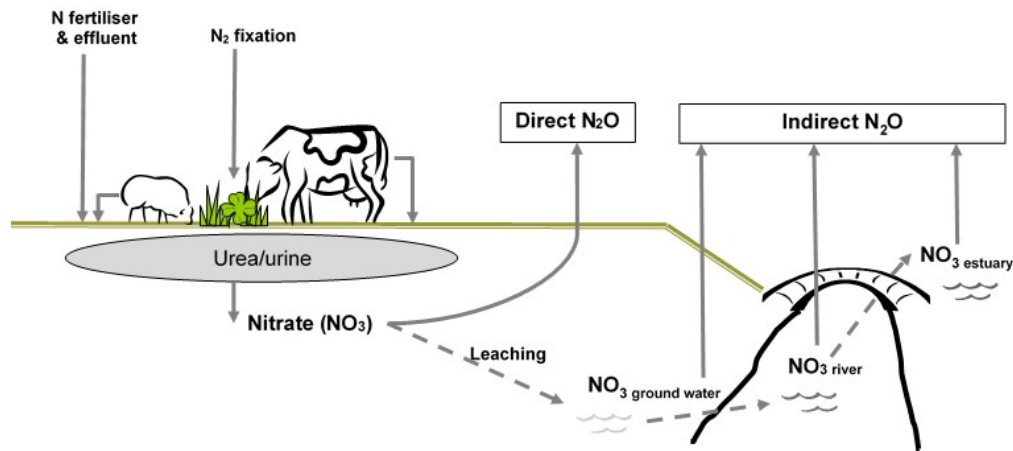 N fertiliser
& effluent
N₂ fixation
Direct N₂O
Indirect N₂O
Urea/urine
Nitrate (NO₃)
Leaching
NO₃ ground water
NO₃ river
NO₃ estuary